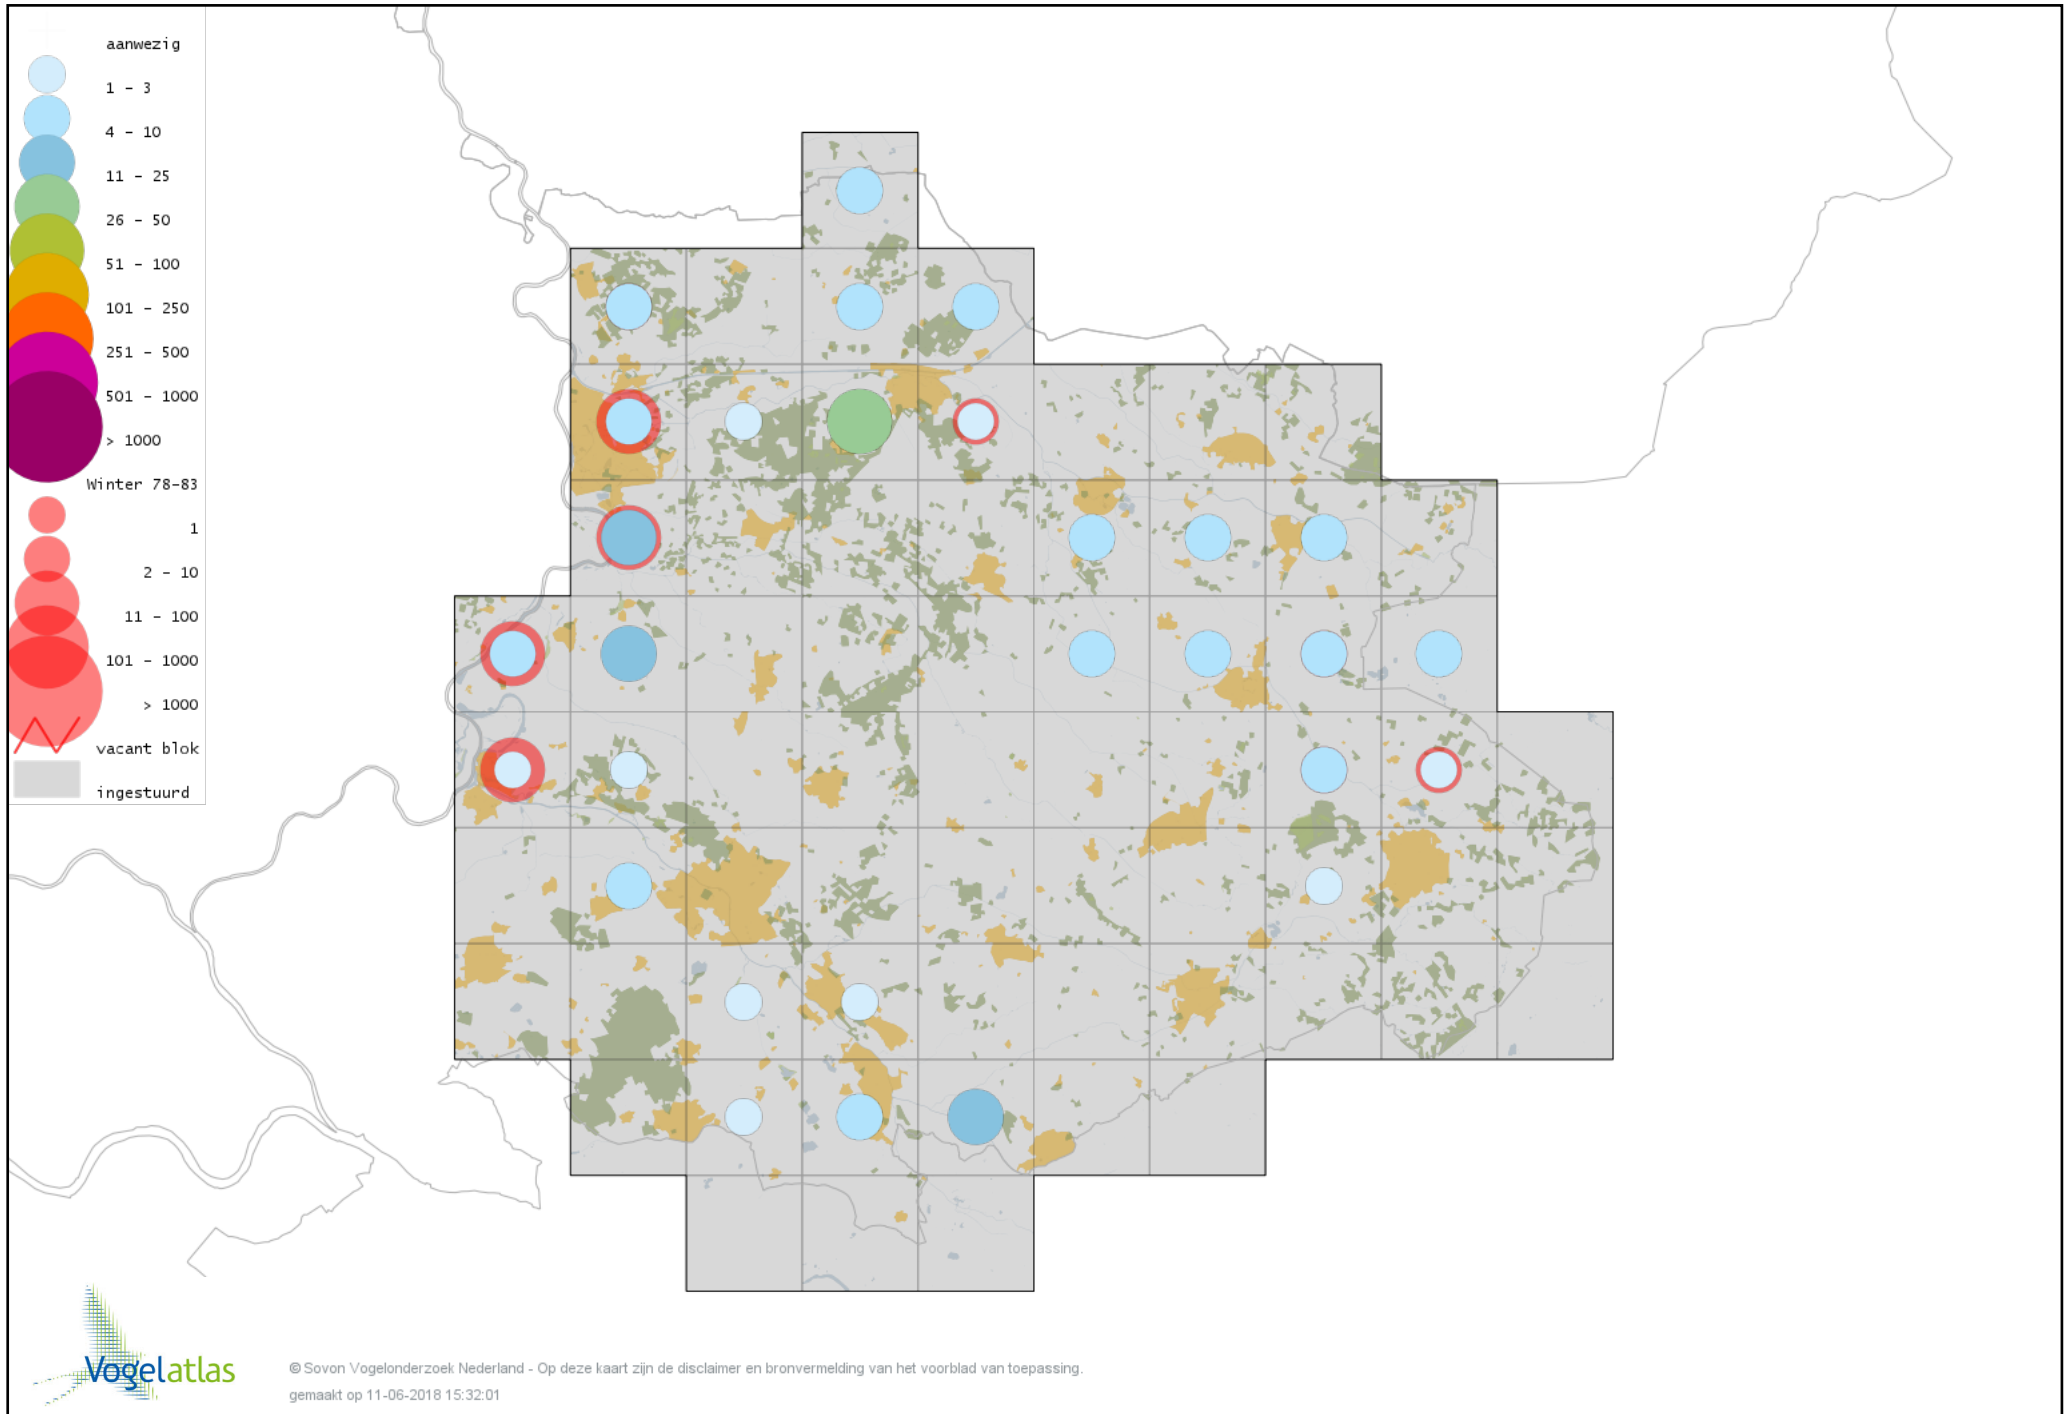 aanwezig
1 – 3
4 – 10
11 – 25
26 – 50
51 – 100
101 – 250
251 – 500
501 – 1000
> 1000
Winter 78-83
1
2 – 10
11 – 100
101 – 1000
> 1000
vacant blok
ingestuurd
Vogelatlas
© Sovon Vogelonderzoek Nederland - Op deze kaart zijn de disclaimer en bronvermelding van het voorblad van toepassing.
gemaakt op 11-06-2018 15:32:01